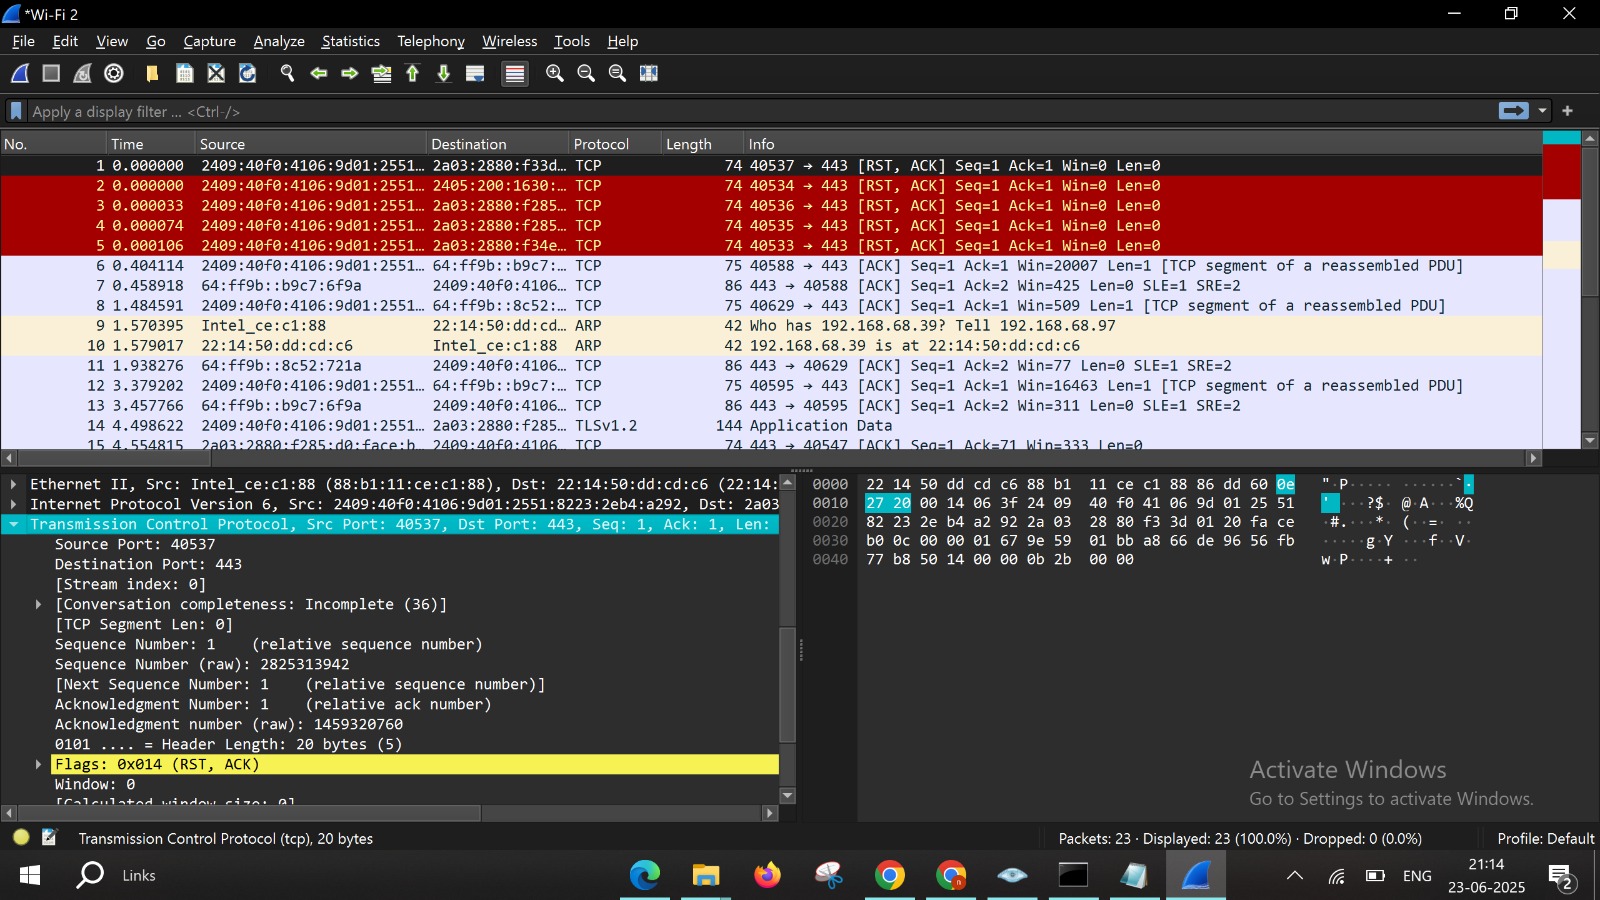 *Wi-Fi 2
File Edit View Go Capture Analyze Statistics Telephony Wireless Tools Help
Apply a display filter ... <Ctrl-/>
No. Time Source Destination Protocol Length Info
1 0.000000 2409:40f0:4106:9d01:2551… 2a03:2880:f33d… TCP 74 40537 → 443 [RST, ACK] Seq=1 Ack=1 Win=0 Len=0
2 0.000000 2409:40f0:4106:9d01:2551… 2405:200:1630:… TCP 74 40534 → 443 [RST, ACK] Seq=1 Ack=1 Win=0 Len=0
3 0.000033 2409:40f0:4106:9d01:2551… 2a03:2880:f285… TCP 74 40536 → 443 [RST, ACK] Seq=1 Ack=1 Win=0 Len=0
4 0.000074 2409:40f0:4106:9d01:2551… 2a03:2880:f285… TCP 74 40535 → 443 [RST, ACK] Seq=1 Ack=1 Win=0 Len=0
5 0.000106 2409:40f0:4106:9d01:2551… 2a03:2880:f34e… TCP 74 40533 → 443 [RST, ACK] Seq=1 Ack=1 Win=0 Len=0
6 0.404114 2409:40f0:4106:9d01:2551… 64:ff9b::b9c7:… TCP 75 40588 → 443 [ACK] Seq=1 Ack=1 Win=20007 Len=1 [TCP segment of a reassembled PDU]
7 0.458918 64:ff9b::b9c7:6f9a 2409:40f0:4106… TCP 86 443 → 40588 [ACK] Seq=1 Ack=2 Win=425 Len=0 SLE=1 SRE=2
8 1.484591 2409:40f0:4106:9d01:2551… 64:ff9b::8c52:… TCP 75 40629 → 443 [ACK] Seq=1 Ack=1 Win=509 Len=1 [TCP segment of a reassembled PDU]
9 1.570395 Intel_ce:c1:88 22:14:50:dd:cd… ARP 42 Who has 192.168.68.39? Tell 192.168.68.97
10 1.579017 22:14:50:dd:cd:c6 Intel_ce:c1:88 ARP 42 192.168.68.39 is at 22:14:50:dd:cd:c6
11 1.938276 64:ff9b::8c52:721a 2409:40f0:4106… TCP 86 443 → 40629 [ACK] Seq=1 Ack=2 Win=77 Len=0 SLE=1 SRE=2
12 3.379202 2409:40f0:4106:9d01:2551… 64:ff9b::b9c7:… TCP 75 40595 → 443 [ACK] Seq=1 Ack=1 Win=16463 Len=1 [TCP segment of a reassembled PDU]
13 3.457766 64:ff9b::b9c7:6f9a 2409:40f0:4106… TCP 86 443 → 40595 [ACK] Seq=1 Ack=2 Win=311 Len=0 SLE=1 SRE=2
14 4.498622 2409:40f0:4106:9d01:2551… 2a03:2880:f285… TLSv1.2 144 Application Data
15 4.554815 2a03:2880:f285:d0:face:b… 2409:40f0:4106… TCP 74 443 → 40547 [ACK] Seq=1 Ack=71 Win=333 Len=0
Ethernet II, Src: Intel_ce:c1:88 (88:b1:11:ce:c1:88), Dst: 22:14:50:dd:cd:c6 (22:14:
Internet Protocol Version 6, Src: 2409:40f0:4106:9d01:2551:8223:2eb4:a292, Dst: 2a03
Transmission Control Protocol, Src Port: 40537, Dst Port: 443, Seq: 1, Ack: 1, Len:
Source Port: 40537
Destination Port: 443
[Stream index: 0]
[Conversation completeness: Incomplete (36)]
[TCP Segment Len: 0]
Sequence Number: 1 (relative sequence number)
Sequence Number (raw): 2825313942
[Next Sequence Number: 1 (relative sequence number)]
Acknowledgment Number: 1 (relative ack number)
Acknowledgment number (raw): 1459320760
0101 .... = Header Length: 20 bytes (5)
Flags: 0x014 (RST, ACK)
Window: 0
[Calculated window size: 0]
0000 22 14 50 dd cd c6 88 b1 11 ce c1 88 86 dd 60 0e "·P····· ······`·
0010 27 20 00 14 06 3f 24 09 40 f0 41 06 9d 01 25 51 ' ···?$· @·A···%Q
0020 82 23 2e b4 a2 92 2a 03 28 80 f3 3d 01 20 fa ce ·#.···*· (··=· ··
0030 b0 0c 00 00 01 67 9e 59 01 bb a8 66 de 96 56 fb ·····g·Y ···f··V·
0040 77 b8 50 14 00 00 0b 2b 00 00 w·P····+ ··
Activate Windows
Go to Settings to activate Windows.
Transmission Control Protocol (tcp), 20 bytes
Packets: 23 · Displayed: 23 (100.0%) · Dropped: 0 (0.0%)
Profile: Default
Links
ENG
21:14
23-06-2025
2